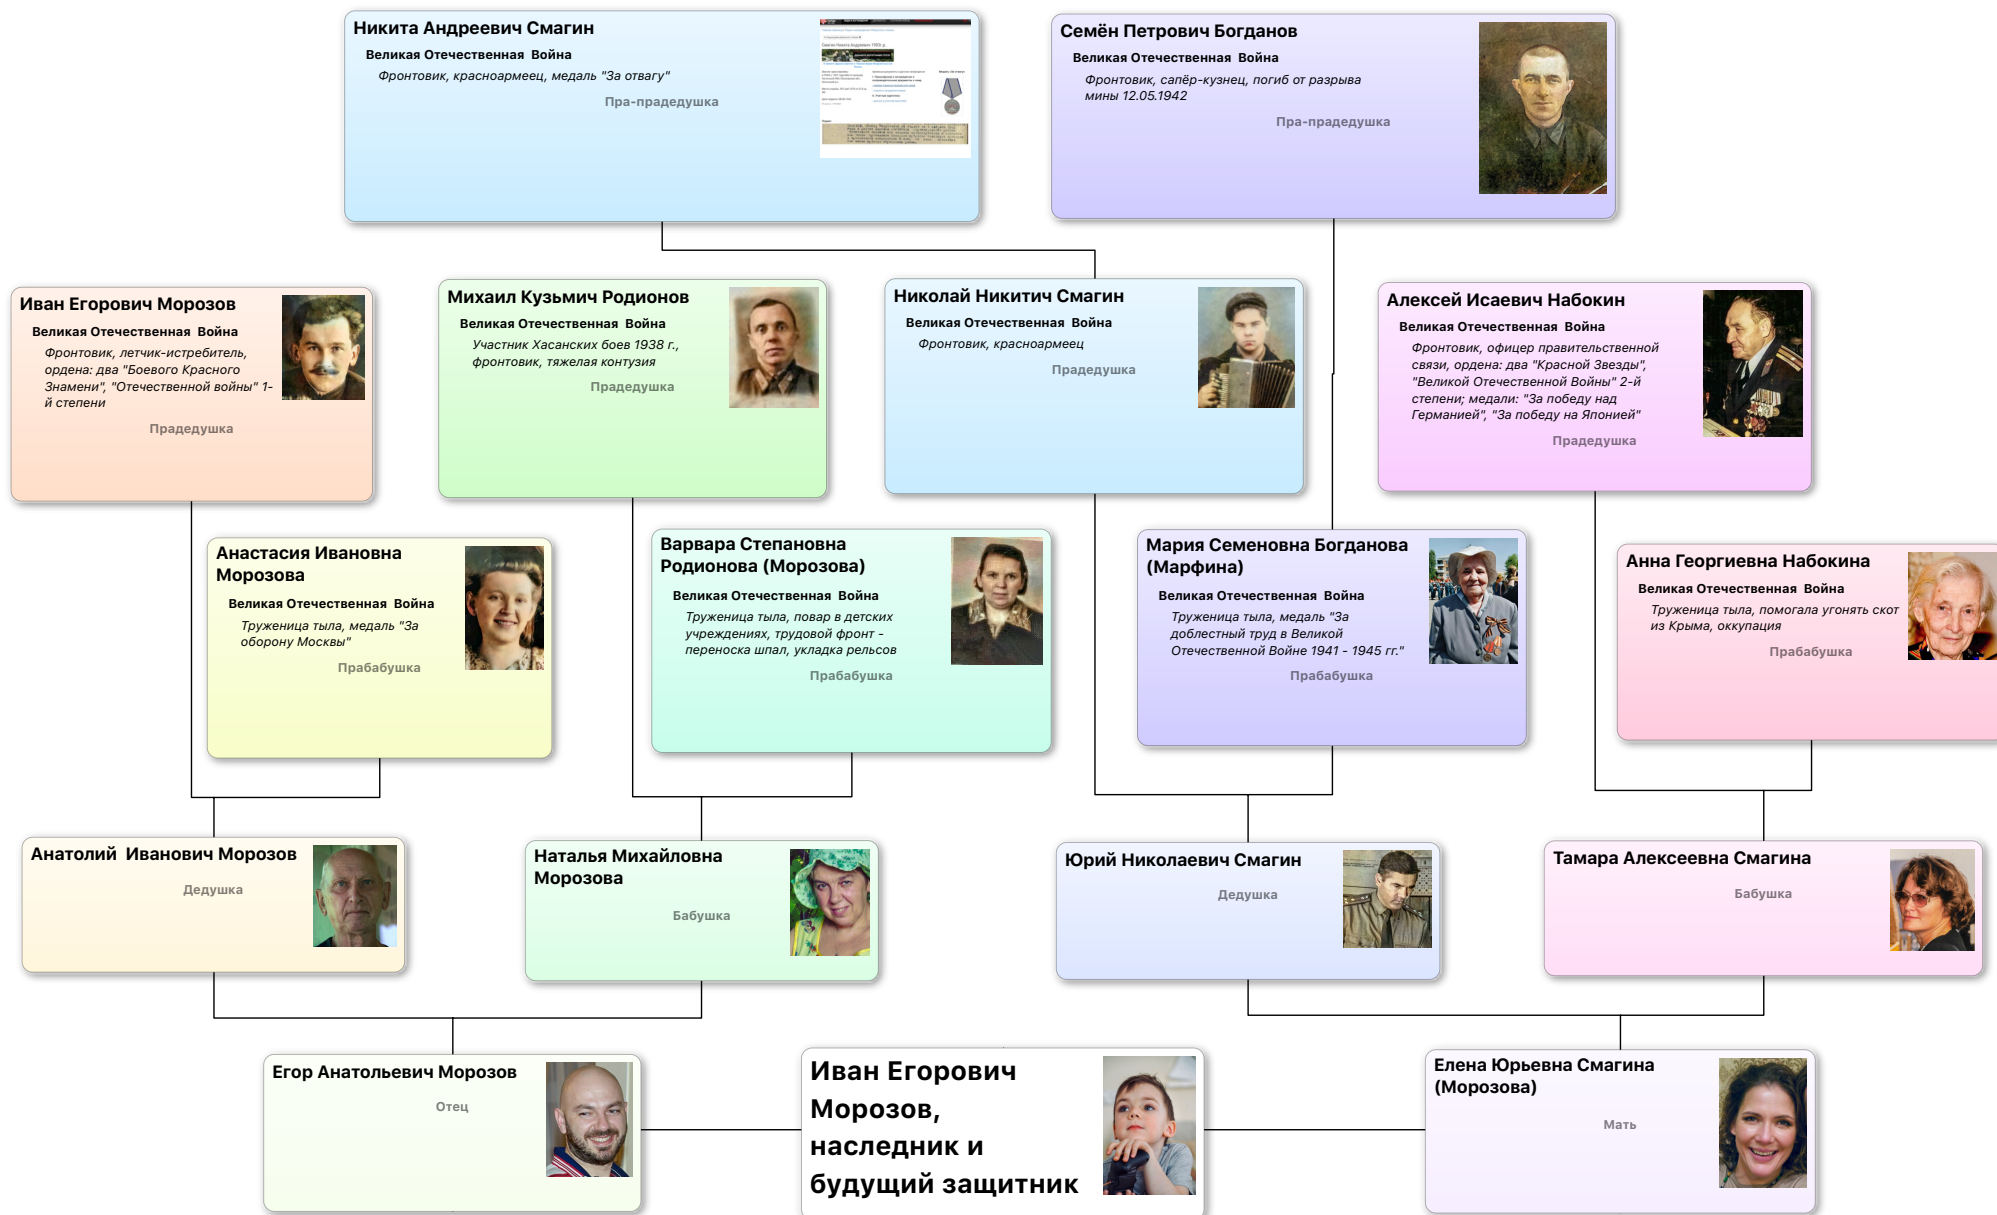 Никита Андреевич Смагин
Великая Отечественная Война
Фронтовик, красноармеец, медаль "За отвагу"
Пра-прадедушка
Семён Петрович Богданов
Великая Отечественная Война
Фронтовик, сапёр-кузнец, погиб от разрыва
мины 12.05.1942
Пра-прадедушка
Иван Егорович Морозов
Великая Отечественная Война
Фронтовик, летчик-истребитель,
ордена: два "Боевого Красного
Знамени", "Отечественной войны" 1-
й степени
Прадедушка
Михаил Кузьмич Родионов
Великая Отечественная Война
Участник Хасанских боев 1938 г.,
фронтовик, тяжелая контузия
Прадедушка
Николай Никитич Смагин
Великая Отечественная Война
Фронтовик, красноармеец
Прадедушка
Алексей Исаевич Набокин
Великая Отечественная Война
Фронтовик, офицер правительственной
связи, ордена: два "Красной Звезды",
"Великой Отечественной Войны" 2-й
степени; медали: "За победу над
Германией", "За победу на Японией"
Прадедушка
Анастасия Ивановна
Морозова
Великая Отечественная Война
Труженица тыла, медаль "За
оборону Москвы"
Прабабушка
Варвара Степановна
Родионова (Морозова)
Великая Отечественная Война
Труженица тыла, повар в детских
учреждениях, трудовой фронт -
переноска шпал, укладка рельсов
Прабабушка
Мария Семеновна Богданова
(Марфина)
Великая Отечественная Война
Труженица тыла, медаль "За
доблестный труд в Великой
Отечественной Войне 1941 - 1945 гг."
Прабабушка
Анна Георгиевна Набокина
Великая Отечественная Война
Труженица тыла, помогала угонять скот
из Крыма, оккупация
Прабабушка
Анатолий Иванович Морозов
Дедушка
Наталья Михайловна
Морозова
Бабушка
Юрий Николаевич Смагин
Дедушка
Тамара Алексеевна Смагина
Бабушка
Егор Анатольевич Морозов
Отец
Иван Егорович
Морозов,
наследник и
будущий защитник
Елена Юрьевна Смагина
(Морозова)
Мать